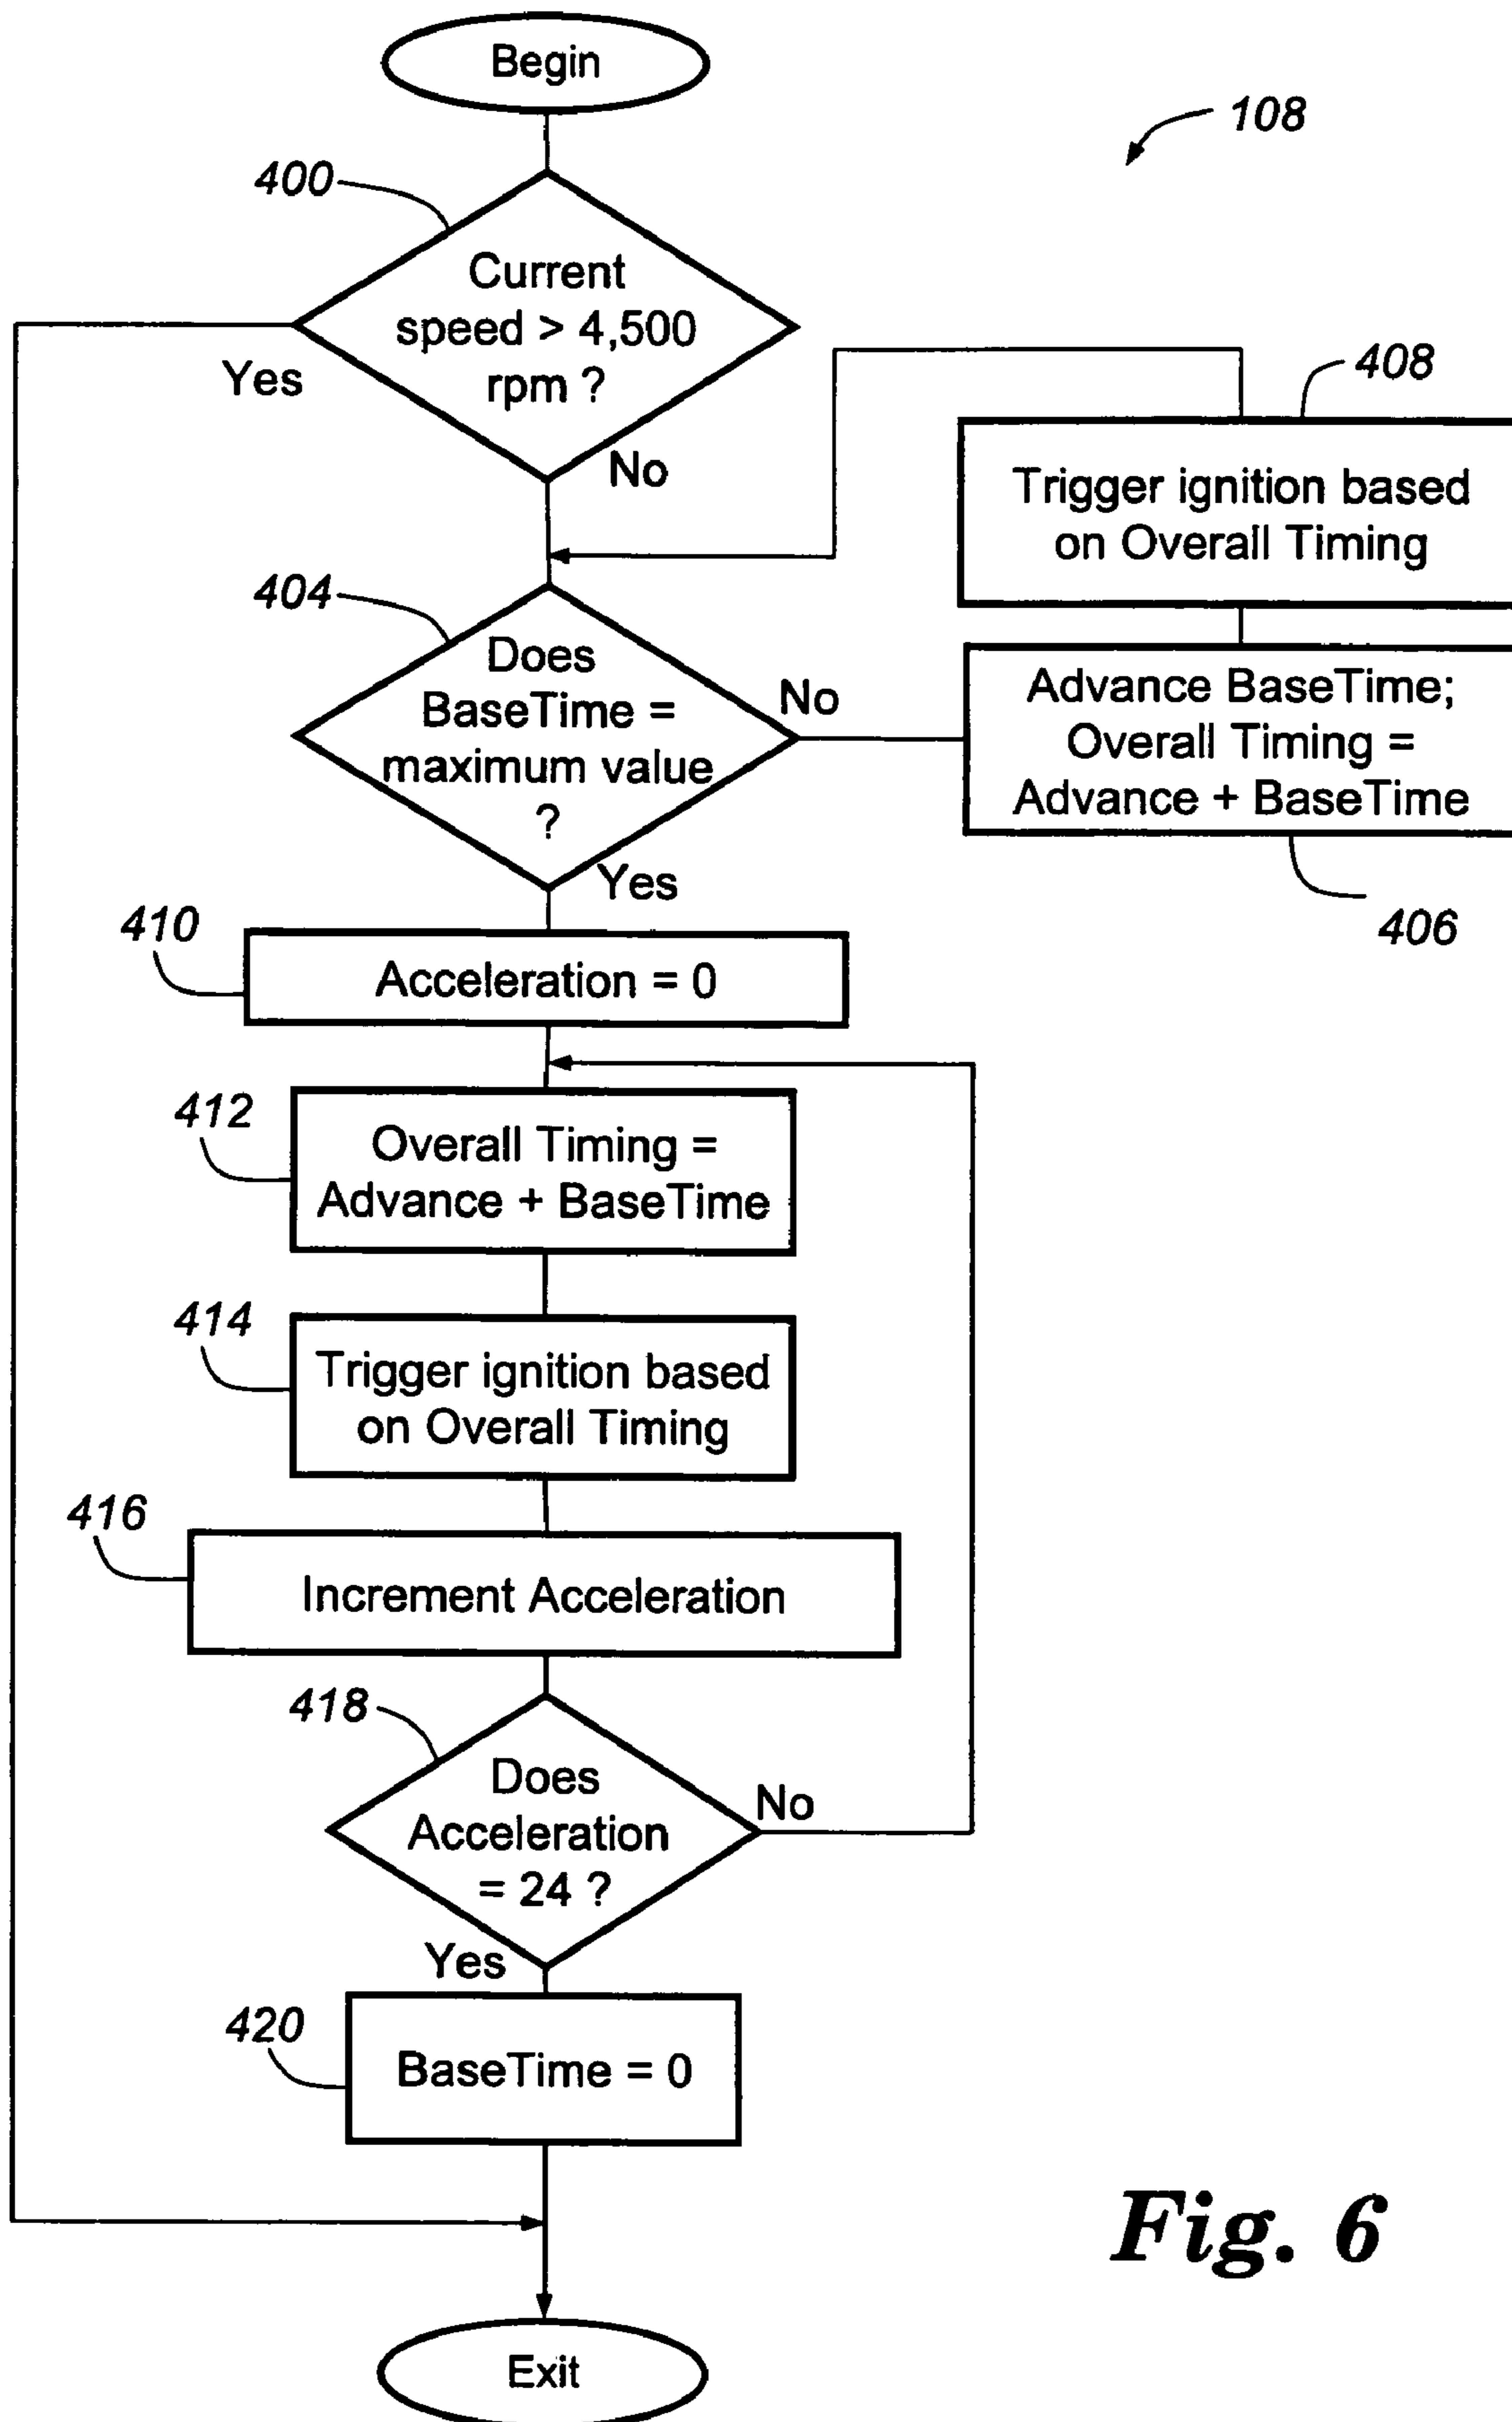 Begin
108
400
Current
speed > 4,500
rpm ?
Yes
No
408
Trigger ignition based
on Overall Timing
404
Does
BaseTime =
maximum value
?
No
Yes
Advance BaseTime;
Overall Timing =
Advance + BaseTime
406
410
Acceleration = 0
412
Overall Timing =
Advance + BaseTime
414
Trigger ignition based
on Overall Timing
416
Increment Acceleration
418
Does
Acceleration
= 24 ?
No
Yes
420
BaseTime = 0
Fig. 6
Exit